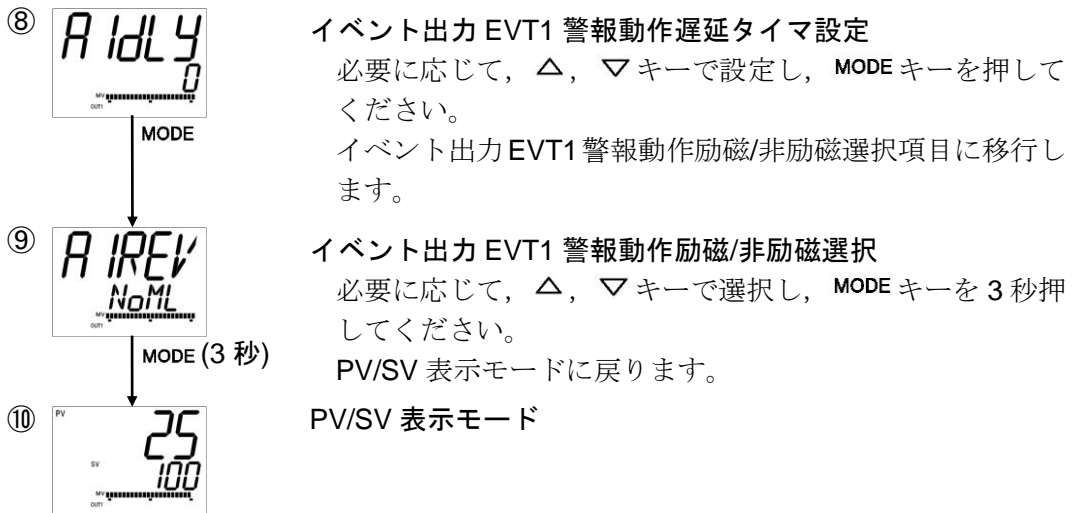 ⑧
A1dLY
0
MV
OUT1
MODE
イベント出力 EVT1 警報動作遅延タイマ設定
必要に応じて, △, ▽ キーで設定し, MODE キーを押して
ください。
イベント出力 EVT1 警報動作励磁/非励磁選択項目に移行し
ます。
⑨
A1REV
NoML
MV
OUT1
MODE (3 秒)
イベント出力 EVT1 警報動作励磁/非励磁選択
必要に応じて, △, ▽ キーで選択し, MODE キーを 3 秒押
してください。
PV/SV 表示モードに戻ります。
⑩
PV
25
SV
100
MV
OUT1
PV/SV 表示モード